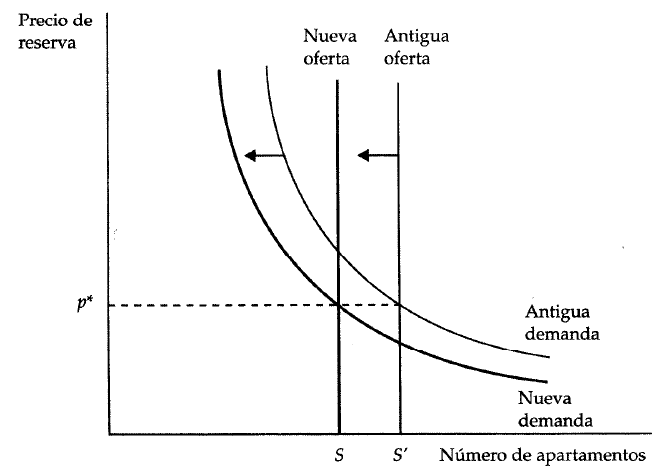 Precio de
reserva
Nueva
oferta
Antigua
oferta
p*
Antigua
demanda
Nueva
demanda
S
S′
Número de apartamentos